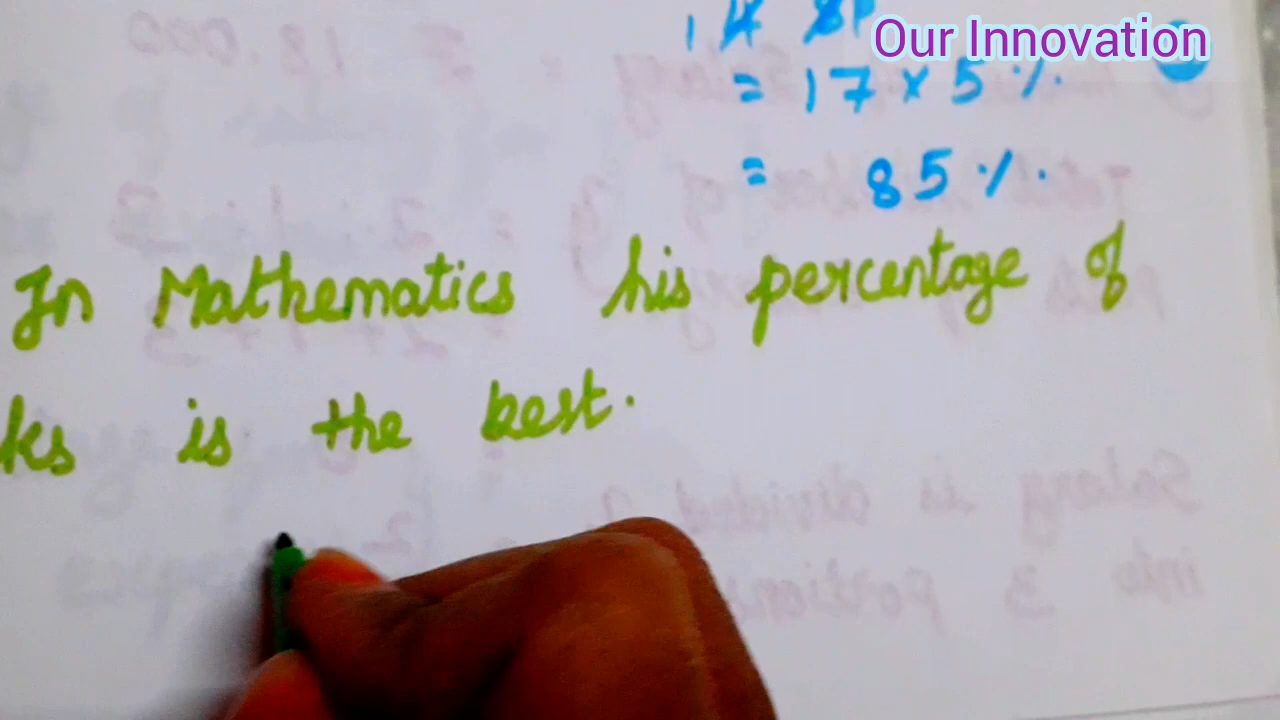 Our Innovation
= 17 × 5 %.
= 85 %.
In Mathematics his percentage of
ks is the best.